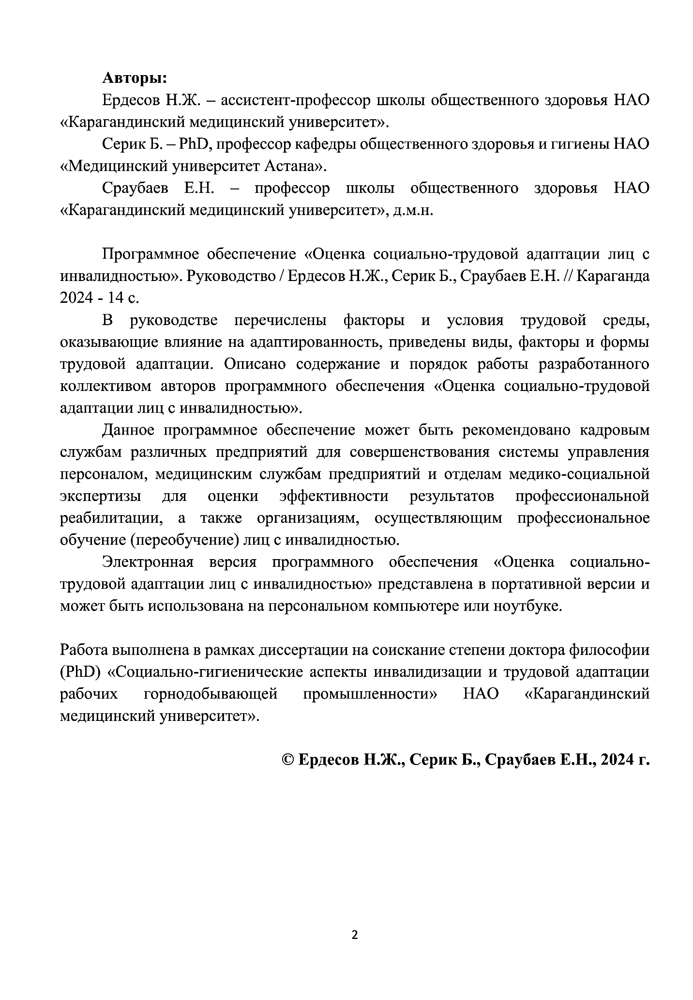 Авторы:
Ердесов Н.Ж. – ассистент-профессор школы общественного здоровья НАО
«Карагандинский медицинский университет».
Серик Б. – PhD, профессор кафедры общественного здоровья и гигиены НАО
«Медицинский университет Астана».
Сраубаев Е.Н. – профессор школы общественного здоровья НАО
«Карагандинский медицинский университет», д.м.н.
Программное обеспечение «Оценка социально-трудовой адаптации лиц с
инвалидностью». Руководство / Ердесов Н.Ж., Серик Б., Сраубаев Е.Н. // Караганда
2024 - 14 с.
В руководстве перечислены факторы и условия трудовой среды,
оказывающие влияние на адаптированность, приведены виды, факторы и формы
трудовой адаптации. Описано содержание и порядок работы разработанного
коллективом авторов программного обеспечения «Оценка социально-трудовой
адаптации лиц с инвалидностью».
Данное программное обеспечение может быть рекомендовано кадровым
службам различных предприятий для совершенствования системы управления
персоналом, медицинским службам предприятий и отделам медико-социальной
экспертизы для оценки эффективности результатов профессиональной
реабилитации, а также организациям, осуществляющим профессиональное
обучение (переобучение) лиц с инвалидностью.
Электронная версия программного обеспечения «Оценка социально-
трудовой адаптации лиц с инвалидностью» представлена в портативной версии и
может быть использована на персональном компьютере или ноутбуке.
Работа выполнена в рамках диссертации на соискание степени доктора философии
(PhD) «Социально-гигиенические аспекты инвалидизации и трудовой адаптации
рабочих горнодобывающей промышленности» НАО «Карагандинский
медицинский университет».
© Ердесов Н.Ж., Серик Б., Сраубаев Е.Н., 2024 г.
2